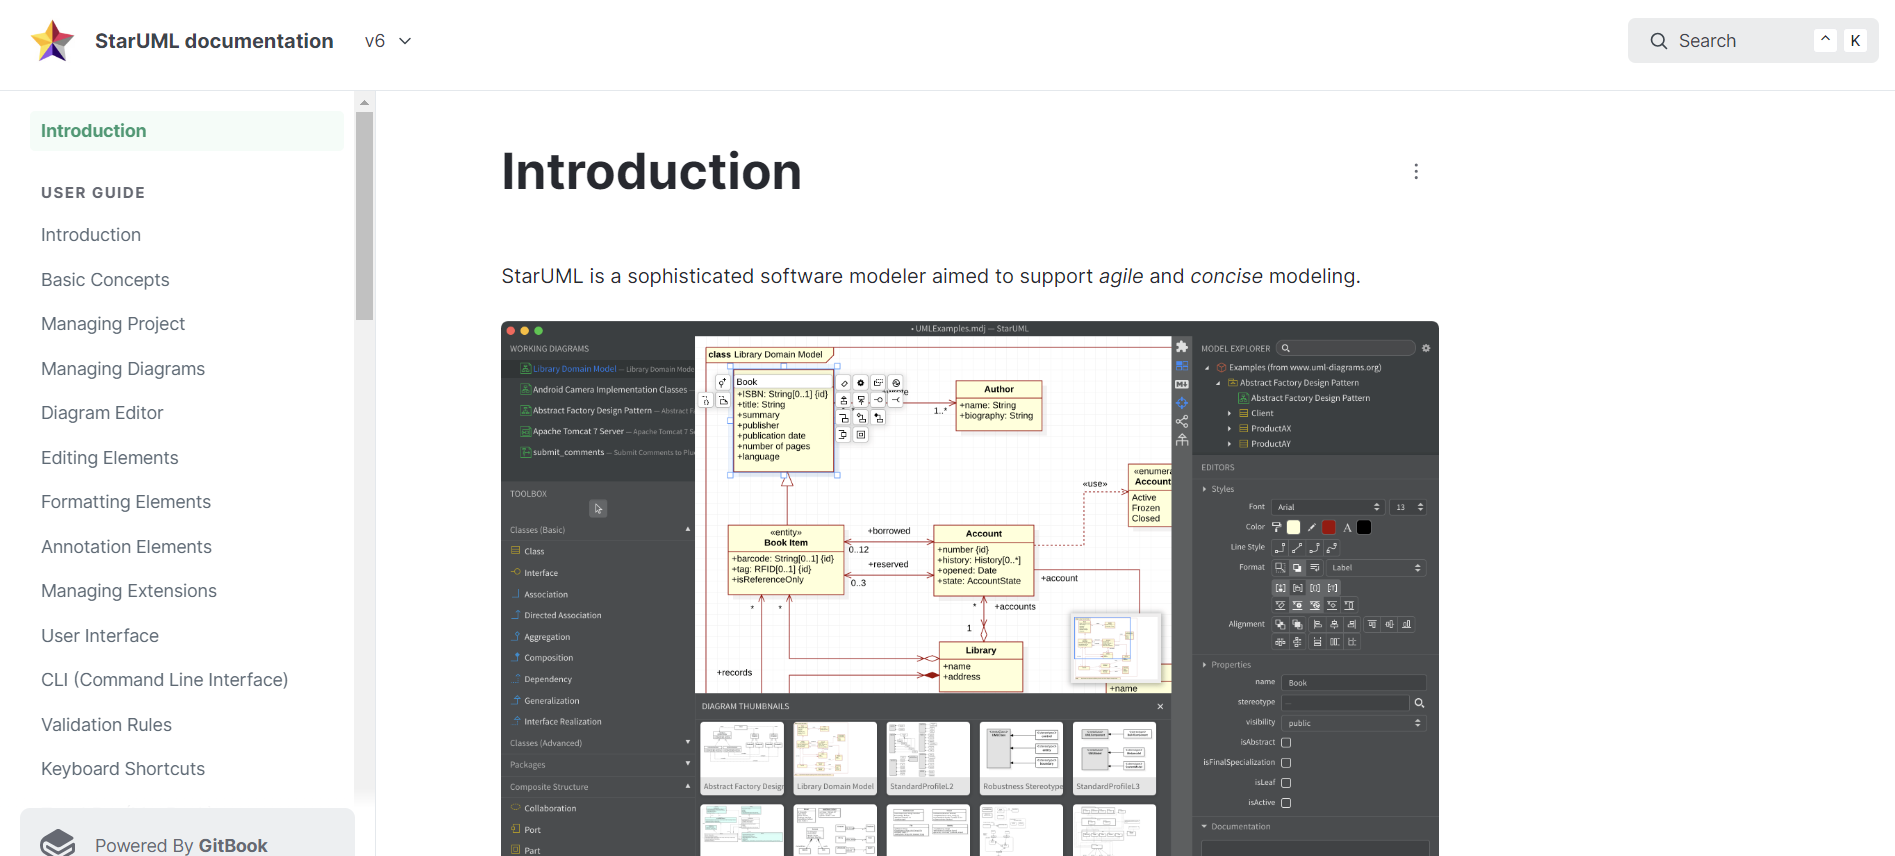 StarUML documentation
v6
Search
^ K
Introduction
USER GUIDE
Introduction
Basic Concepts
Managing Project
Managing Diagrams
Diagram Editor
Editing Elements
Formatting Elements
Annotation Elements
Managing Extensions
User Interface
CLI (Command Line Interface)
Validation Rules
Keyboard Shortcuts
Powered By GitBook
Introduction
StarUML is a sophisticated software modeler aimed to support agile and concise modeling.
• UMLExamples.mdj — StarUML
WORKING DIAGRAMS
Library Domain Model — Library Domain Mode
Android Camera Implementation Classes —
Abstract Factory Design Pattern — Abstract F
Apache Tomcat 7 Server — Apache Tomcat 7 S
submit_comments — Submit Comments to Plu
TOOLBOX
Classes (Basic)
Class
Interface
Association
Directed Association
Aggregation
Composition
Dependency
Generalization
Interface Realization
Classes (Advanced)
Packages
Composite Structure
Collaboration
Port
Part
class Library Domain Model
Book
+ISBN: String[0..1] {id}
+title: String
+summary
+publisher
+publication date
+number of pages
+language
1..*
Author
+name: String
+biography: String
«use»
«enumera
Account
Active
Frozen
Closed
«entity»
Book Item
+barcode: String[0..1] {id}
+tag: RFID[0..1] {id}
+isReferenceOnly
+borrowed
0..12
+reserved
0..3
Account
+number {id}
+history: History[0..*]
+opened: Date
+state: AccountState
+account
* *
* +accounts
1
Library
+name
+address
+records
+name
DIAGRAM THUMBNAILS
Abstract Factory Design
Library Domain Model
StandardProfileL2
Robustness Stereotype
StandardProfileL3
MODEL EXPLORER
Examples (from www.uml-diagrams.org)
Abstract Factory Design Pattern
Abstract Factory Design Pattern
Client
ProductAX
ProductAY
EDITORS
Styles
Font Arial 13
Color A
Line Style
Format Label
Alignment
Properties
name Book
stereotype
visibility public
isAbstract
isFinalSpecialization
isLeaf
isActive
Documentation